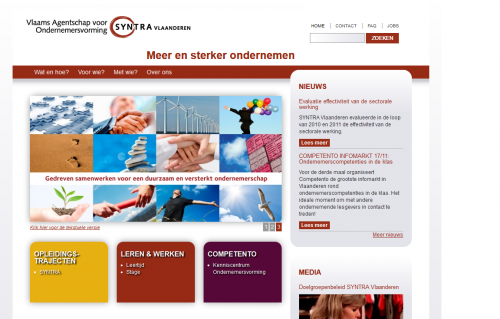 Vlaams Agentschap voor
Ondernemersvorming
SYNTRA VLAANDEREN
HOME | CONTACT | FAQ | JOBS
ZOEKEN
Meer en sterker ondernemen
Wat en hoe? Voor wie? Met wie? Over ons
Gedreven samenwerken voor een duurzaam en versterkt ondernemerschap
Klik hier voor de tekstuele versie
1 2 3
OPLEIDINGS-
TRAJECTEN
SYNTRA
LEREN & WERKEN
Leertijd
Stage
COMPETENTO
Kenniscentrum
Ondernemersvorming
NIEUWS
Evaluatie effectiviteit van de sectorale
werking
SYNTRA Vlaanderen evalueerde in de loop
van 2010 en 2011 de effectiviteit van de
sectorale werking.
Lees meer
COMPETENTO INFOMARKT 17/11:
Ondernemerscompetenties in de klas
Voor de derde maal organiseert
Competento de grootste infomarkt in
Vlaanderen rond
ondernemerscompetenties in de klas. Het
ideale moment om met andere
ondernemende lesgevers in contact te
treden!
Lees meer
Meer nieuws
MEDIA
Doelgroepenbeleid SYNTRA Vlaanderen